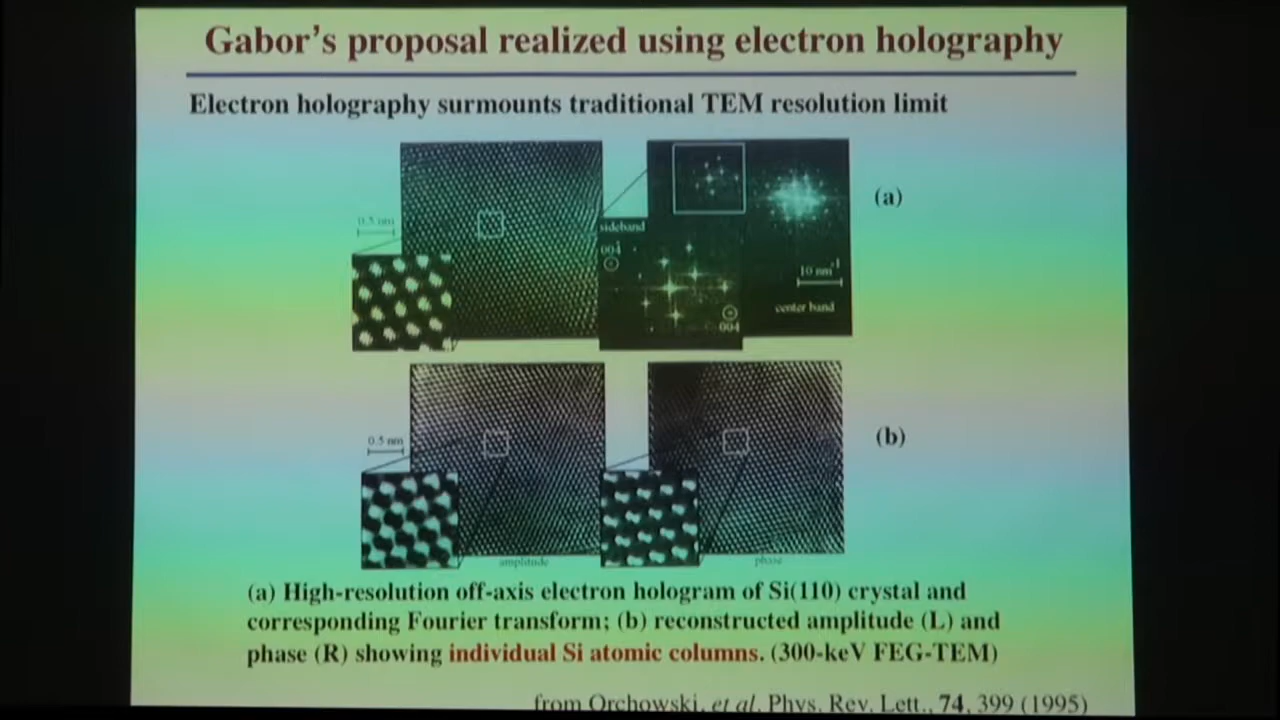 Gabor's proposal realized using electron holography
Electron holography surmounts traditional TEM resolution limit
0.5 nm
sideband
004
004
10 nm-1
center band
(a)
0.5 nm
amplitude
phase
(b)
(a) High-resolution off-axis electron hologram of Si(110) crystal and
corresponding Fourier transform; (b) reconstructed amplitude (L) and
phase (R) showing individual Si atomic columns. (300-keV FEG-TEM)
from Orchowski, et al. Phys. Rev. Lett., 74, 399 (1995)